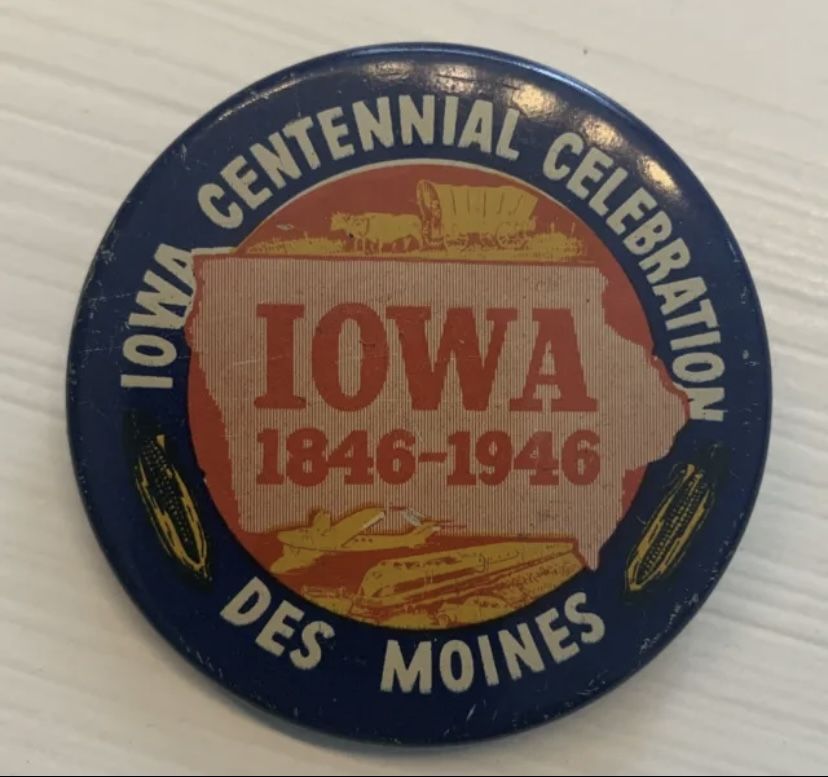 IOWA CENTENNIAL CELEBRATION
IOWA
1846-1946
DES MOINES